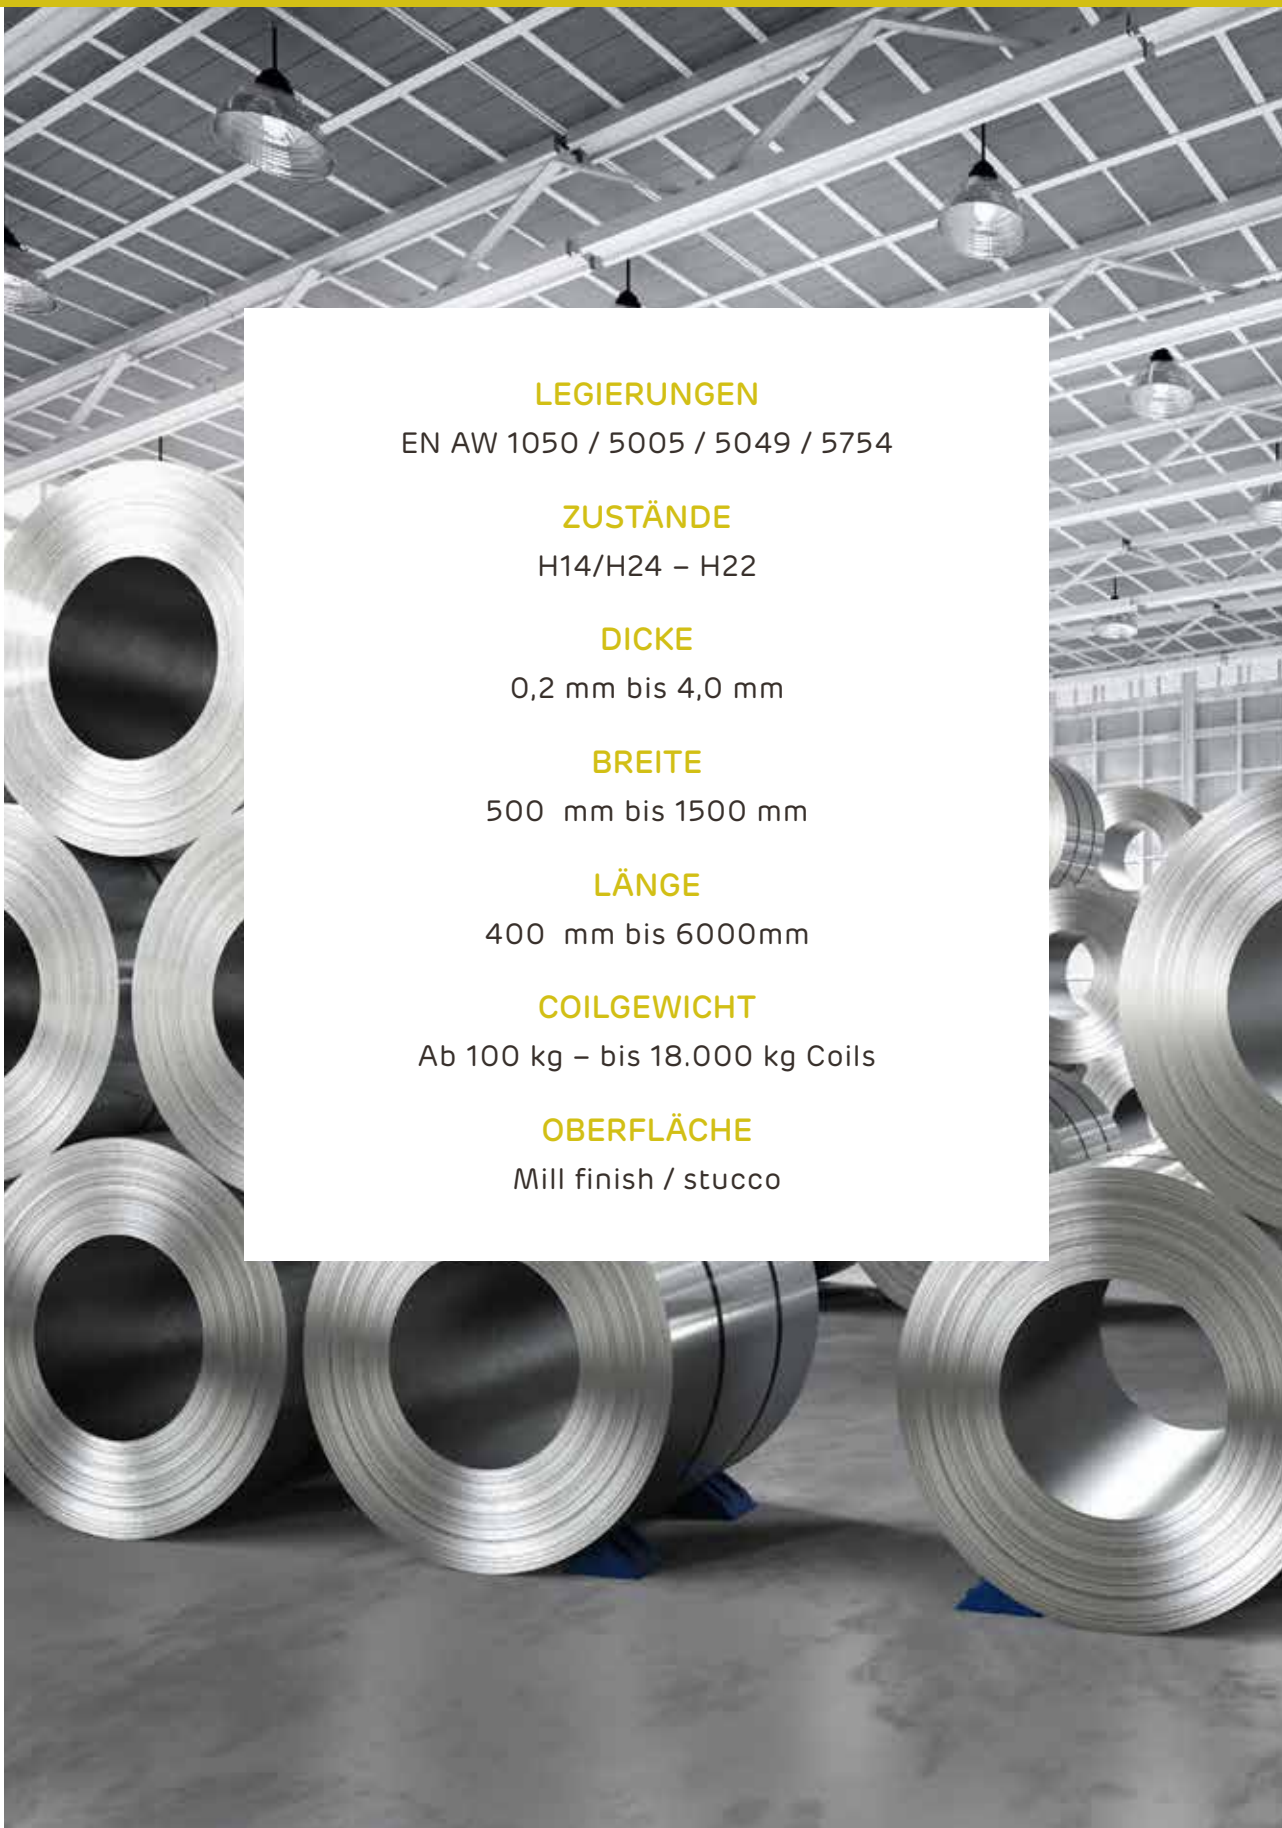 LEGIERUNGEN
EN AW 1050 / 5005 / 5049 / 5754
ZUSTÄNDE
H14/H24 – H22
DICKE
0,2 mm bis 4,0 mm
BREITE
500  mm bis 1500 mm
LÄNGE
400  mm bis 6000mm
COILGEWICHT
Ab 100 kg – bis 18.000 kg Coils
OBERFLÄCHE
Mill finish / stucco